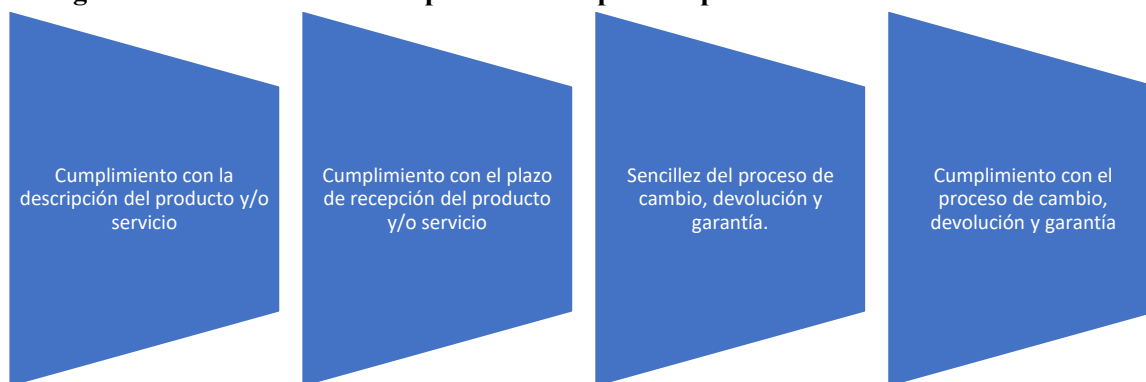 Cumplimiento con la
descripción del producto y/o
servicio
Cumplimiento con el plazo
de recepción del producto
y/o servicio
Sencillez del proceso de
cambio, devolución y
garantía.
Cumplimiento con el
proceso de cambio,
devolución y garantía